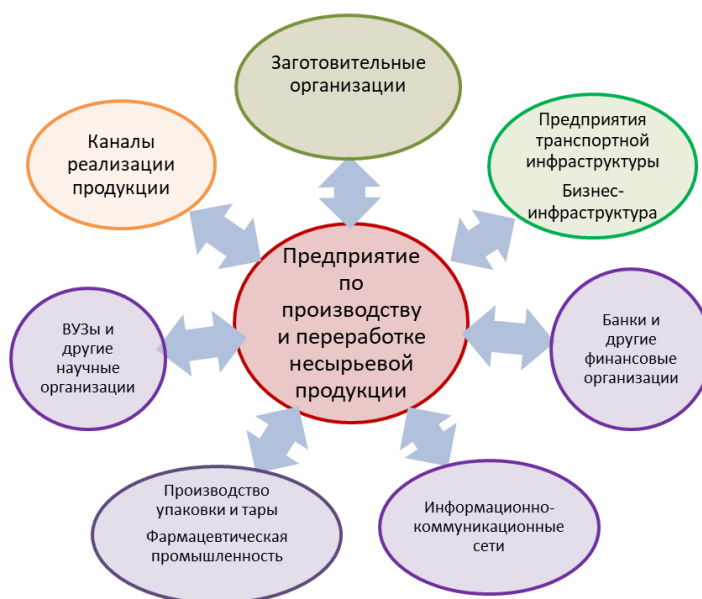 Заготовительные
организации
Каналы
реализации
продукции
Предприятия
транспортной
инфраструктуры
Бизнес-
инфраструктура
Предприятие
по
производству
и переработке
несырьевой
продукции
ВУЗы и
другие
научные
организации
Банки и
другие
финансовые
организации
Производство
упаковки и тары
Фармацевтическая
промышленность
Информационно-
коммуникационные
сети